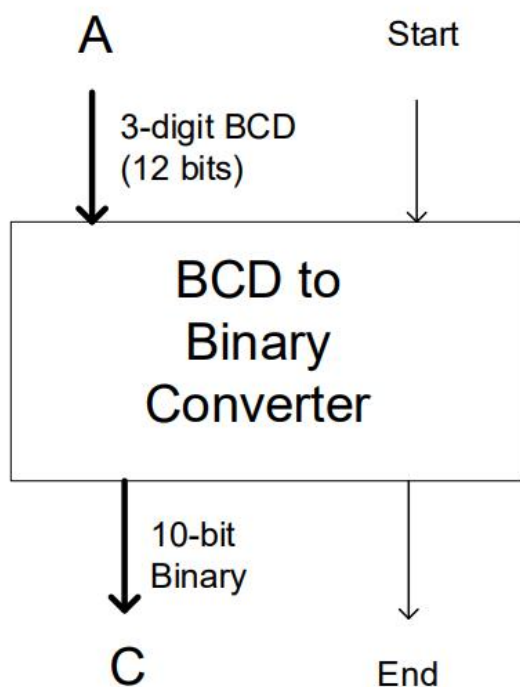 A
Start
3-digit BCD
(12 bits)
BCD to
Binary
Converter
10-bit
Binary
C
End